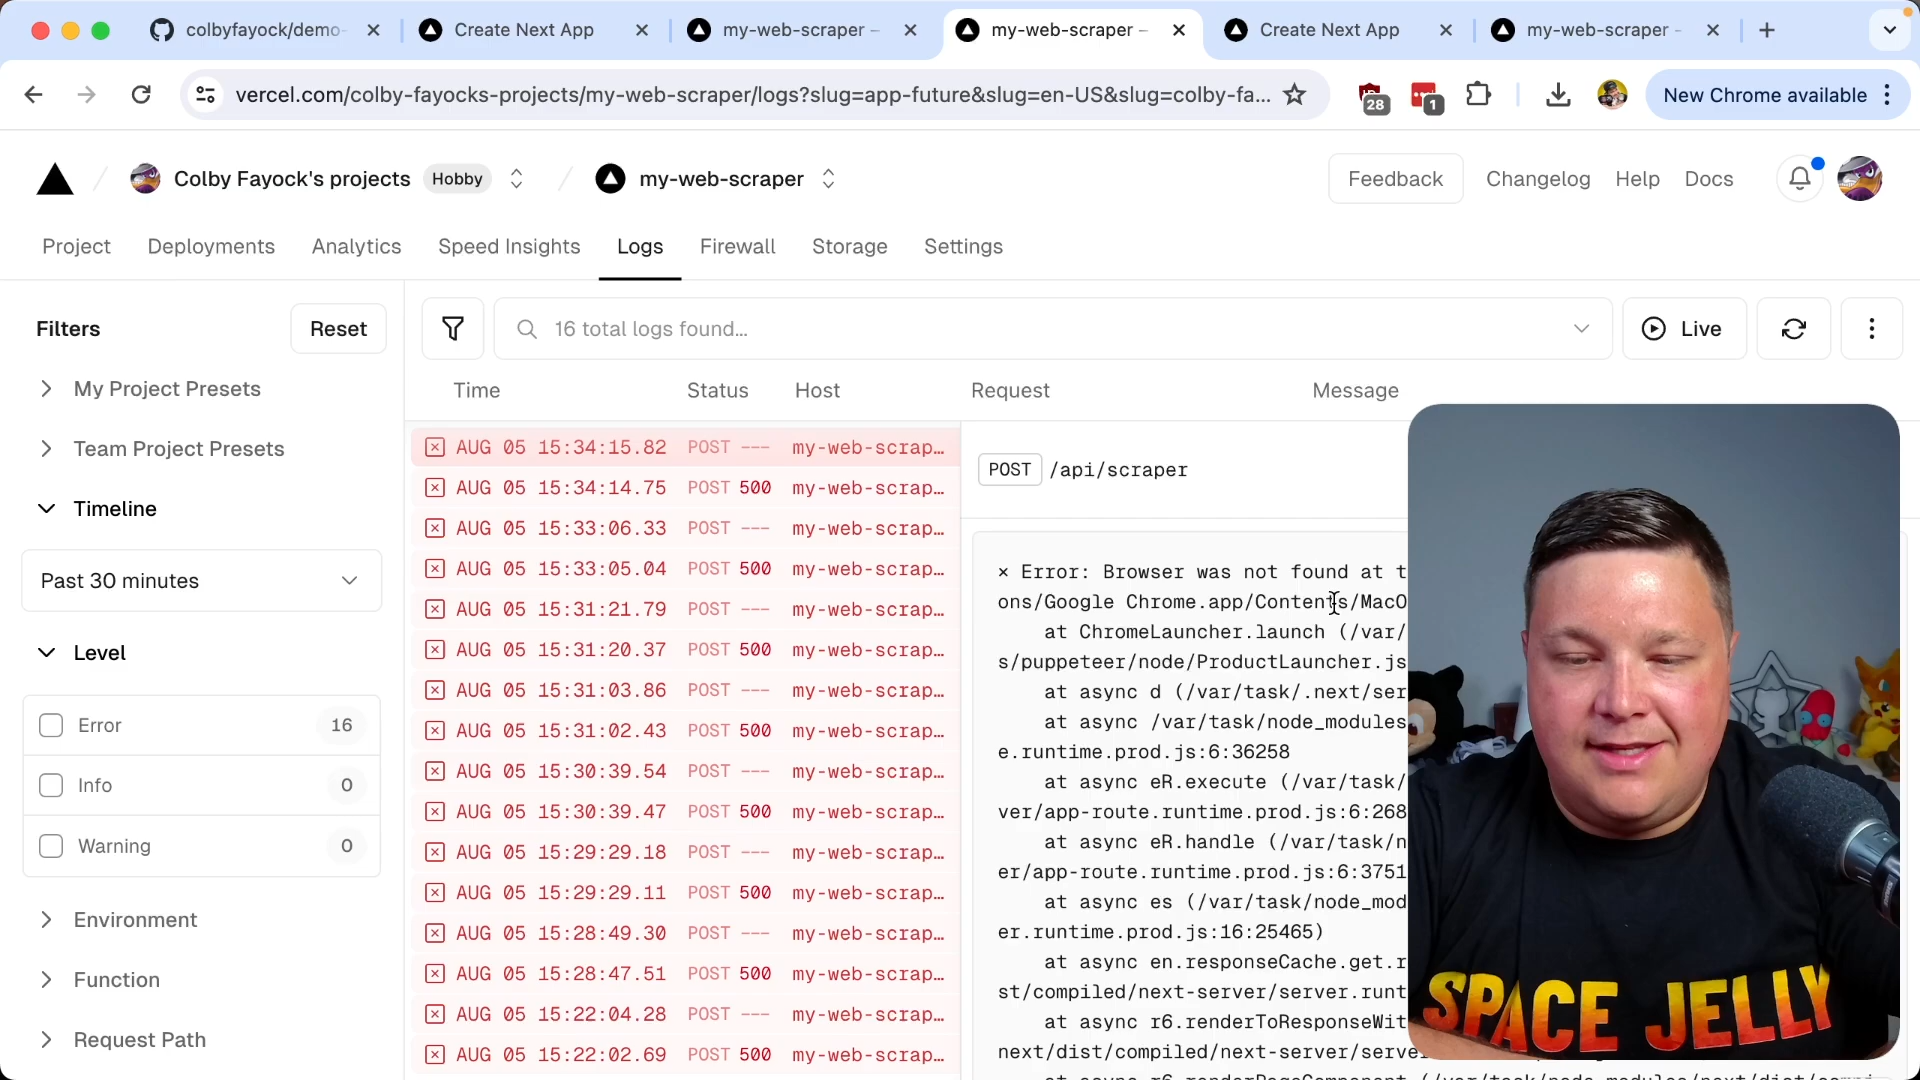 colbyfayock/demo-
Create Next App
my-web-scraper –
my-web-scraper –
Create Next App
my-web-scraper -
vercel.com/colby-fayocks-projects/my-web-scraper/logs?slug=app-future&slug=en-US&slug=colby-fa...
28
1
New Chrome available
Colby Fayock's projects
Hobby
my-web-scraper
Feedback
Changelog
Help
Docs
Project
Deployments
Analytics
Speed Insights
Logs
Firewall
Storage
Settings
Filters
Reset
16 total logs found...
Live
My Project Presets
Team Project Presets
Timeline
Past 30 minutes
Level
Error 16
Info 0
Warning 0
Environment
Function
Request Path
Time Status Host Request Message
AUG 05 15:34:15.82 POST --- my-web-scrap…
AUG 05 15:34:14.75 POST 500 my-web-scrap…
AUG 05 15:33:06.33 POST --- my-web-scrap…
AUG 05 15:33:05.04 POST 500 my-web-scrap…
AUG 05 15:31:21.79 POST --- my-web-scrap…
AUG 05 15:31:20.37 POST 500 my-web-scrap…
AUG 05 15:31:03.86 POST --- my-web-scrap…
AUG 05 15:31:02.43 POST 500 my-web-scrap…
AUG 05 15:30:39.54 POST --- my-web-scrap…
AUG 05 15:30:39.47 POST 500 my-web-scrap…
AUG 05 15:29:29.18 POST --- my-web-scrap…
AUG 05 15:29:29.11 POST 500 my-web-scrap…
AUG 05 15:28:49.30 POST --- my-web-scrap…
AUG 05 15:28:47.51 POST 500 my-web-scrap…
AUG 05 15:22:04.28 POST --- my-web-scrap…
AUG 05 15:22:02.69 POST 500 my-web-scrap…
POST /api/scraper
× Error: Browser was not found at t
ons/Google Chrome.app/Contents/MacO
at ChromeLauncher.launch (/var/
s/puppeteer/node/ProductLauncher.js
at async d (/var/task/.next/ser
at async /var/task/node_modules
e.runtime.prod.js:6:36258
at async eR.execute (/var/task/
ver/app-route.runtime.prod.js:6:268
at async eR.handle (/var/task/n
er/app-route.runtime.prod.js:6:3751
at async es (/var/task/node_mod
er.runtime.prod.js:16:25465)
at async en.responseCache.get.r
st/compiled/next-server/server.runt
at async r6.renderToResponseWit
next/dist/compiled/next-server/serve
SPACE JELLY